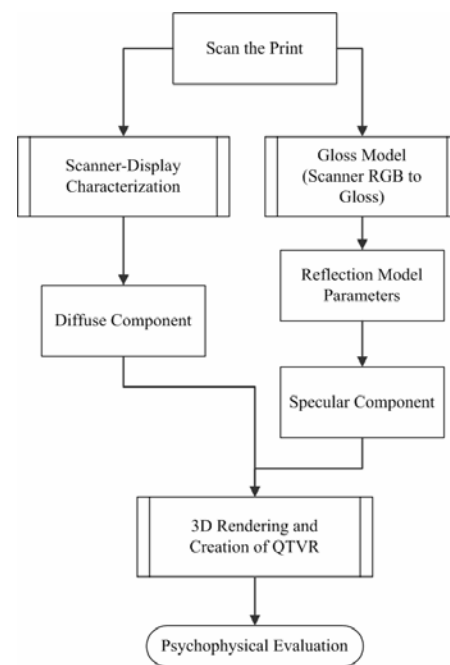 Scan the Print
Scanner-Display
Characterization
Gloss Model
(Scanner RGB to
Gloss)
Diffuse Component
Reflection Model
Parameters
Specular Component
3D Rendering and
Creation of QTVR
Psychophysical Evaluation